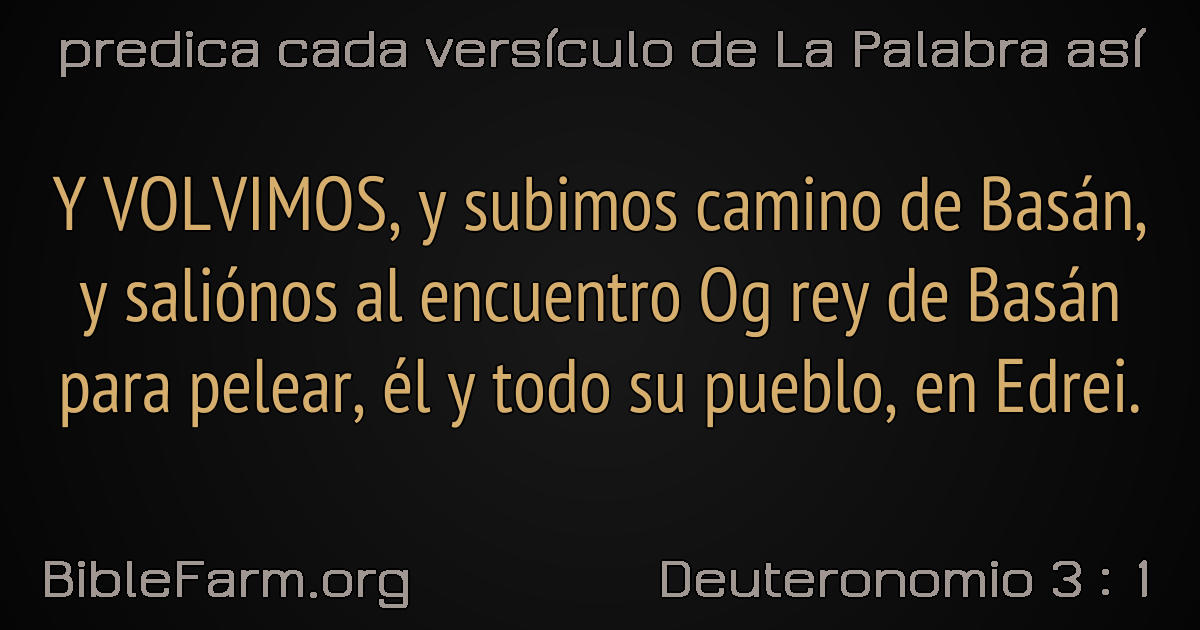 predica cada versículo de La Palabra así
Y VOLVIMOS, y subimos camino de Basán,
y saliónos al encuentro Og rey de Basán
para pelear, él y todo su pueblo, en Edrei.
BibleFarm.org
Deuteronomio 3 : 1